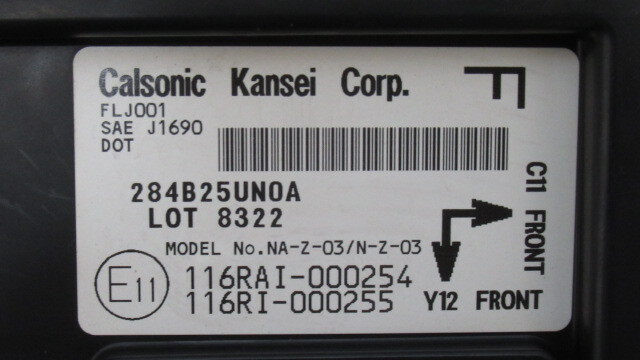 Calsonic Kansei Corp.
F
FLJ001
SAE J1690
DOT
284B25UN0A
LOT 8322
C11 FRONT
MODEL No.NA-Z-03/N-Z-03
E11
116RAI-000254
116RI-000255
Y12 FRONT